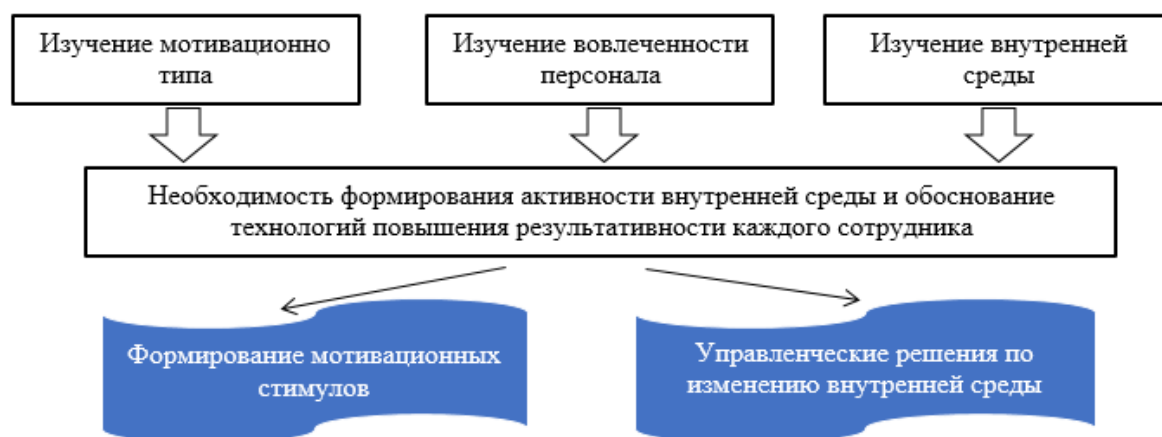 Изучение мотивационно
типа
Изучение вовлеченности
персонала
Изучение внутренней
среды
Необходимость формирования активности внутренней среды и обоснование
технологий повышения результативности каждого сотрудника
Формирование мотивационных
стимулов
Управленческие решения по
изменению внутренней среды